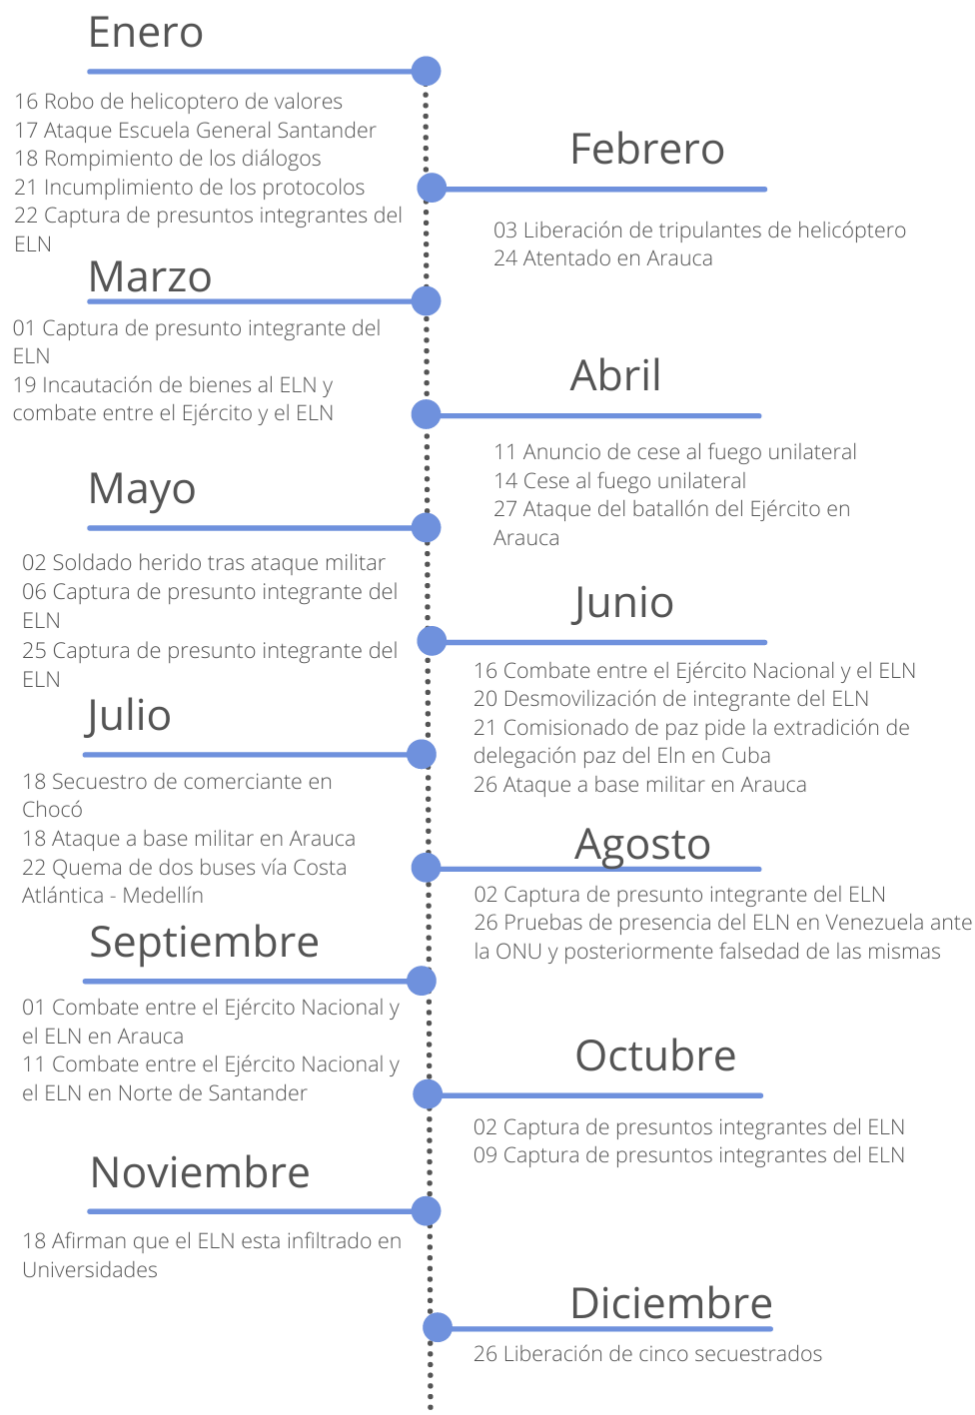 Enero
16 Robo de helicoptero de valores
17 Ataque Escuela General Santander
18 Rompimiento de los diálogos
21 Incumplimiento de los protocolos
22 Captura de presuntos integrantes del
ELN
Febrero
03 Liberación de tripulantes de helicóptero
24 Atentado en Arauca
Marzo
01 Captura de presunto integrante del
ELN
19 Incautación de bienes al ELN y
combate entre el Ejército y el ELN
Abril
11 Anuncio de cese al fuego unilateral
14 Cese al fuego unilateral
27 Ataque del batallón del Ejército en
Arauca
Mayo
02 Soldado herido tras ataque militar
06 Captura de presunto integrante del
ELN
25 Captura de presunto integrante del
ELN
Junio
16 Combate entre el Ejército Nacional y el ELN
20 Desmovilización de integrante del ELN
21 Comisionado de paz pide la extradición de
delegación paz del Eln en Cuba
26 Ataque a base militar en Arauca
Julio
18 Secuestro de comerciante en
Chocó
18 Ataque a base militar en Arauca
22 Quema de dos buses vía Costa
Atlántica - Medellín
Agosto
02 Captura de presunto integrante del ELN
26 Pruebas de presencia del ELN en Venezuela ante
la ONU y posteriormente falsedad de las mismas
Septiembre
01 Combate entre el Ejército Nacional y
el ELN en Arauca
11 Combate entre el Ejército Nacional y
el ELN en Norte de Santander
Octubre
02 Captura de presuntos integrantes del ELN
09 Captura de presuntos integrantes del ELN
Noviembre
18 Afirman que el ELN esta infiltrado en
Universidades
Diciembre
26 Liberación de cinco secuestrados